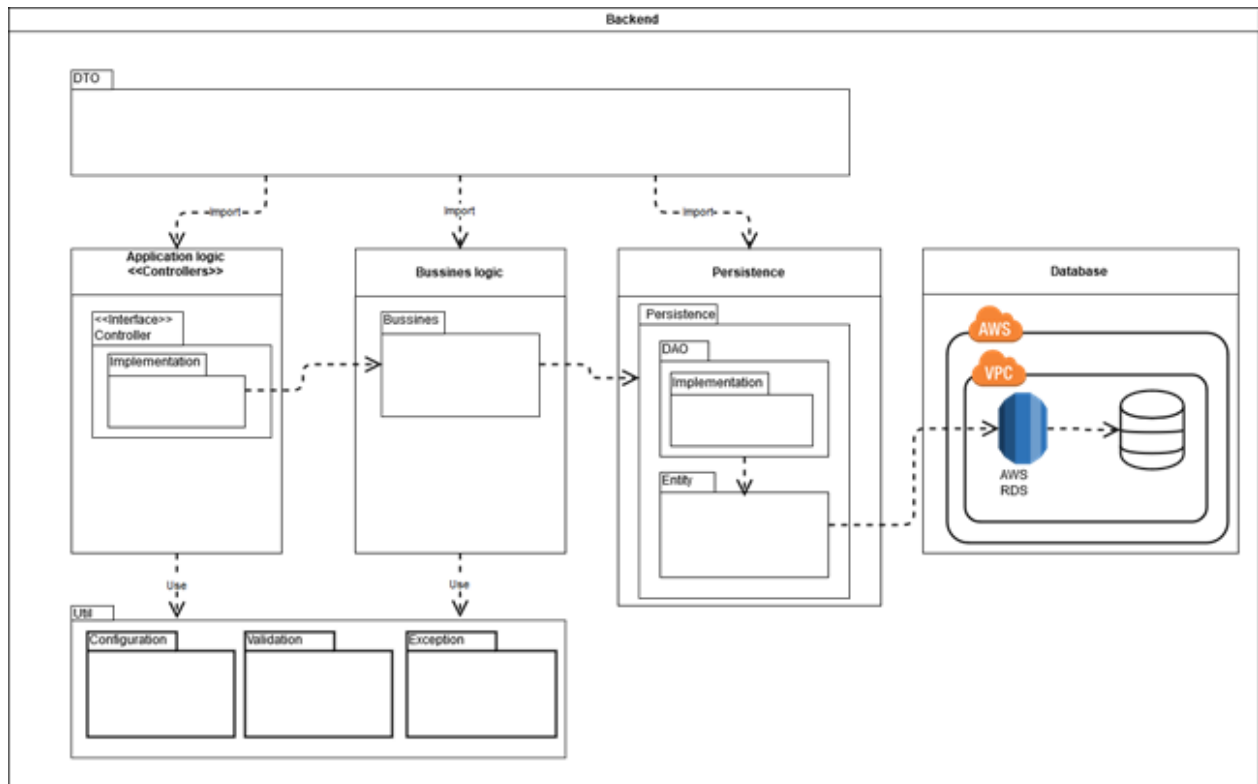 Backend
DTO
Import
Import
Import
Application logic
<<Controllers>>
Bussines logic
Persistence
Database
<<Interface>>
Controller
Implementation
Bussines
Persistence
DAO
Implementation
Entity
AWS
VPC
AWS
RDS
Use
Use
Util
Configuration
Validation
Exception